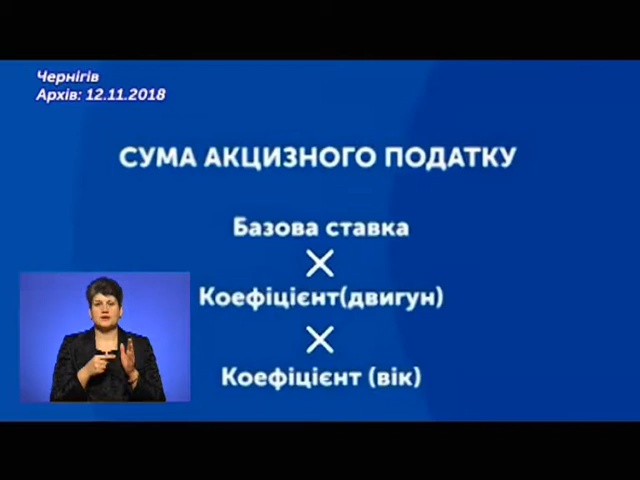 Чернігів
Архів: 12.11.2018
СУМА АКЦИЗНОГО ПОДАТКУ
Базова ставка
×
Коефіцієнт(двигун)
×
Коефіцієнт (вік)